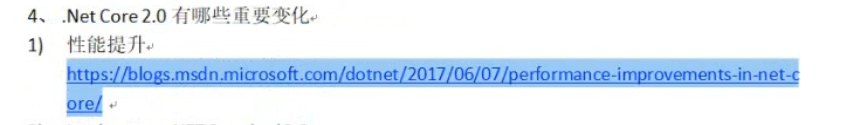 4、 .Net Core 2.0 有哪些重要变化
1) 性能提升
https://blogs.msdn.microsoft.com/dotnet/2017/06/07/performance-improvements-in-net-c
ore/